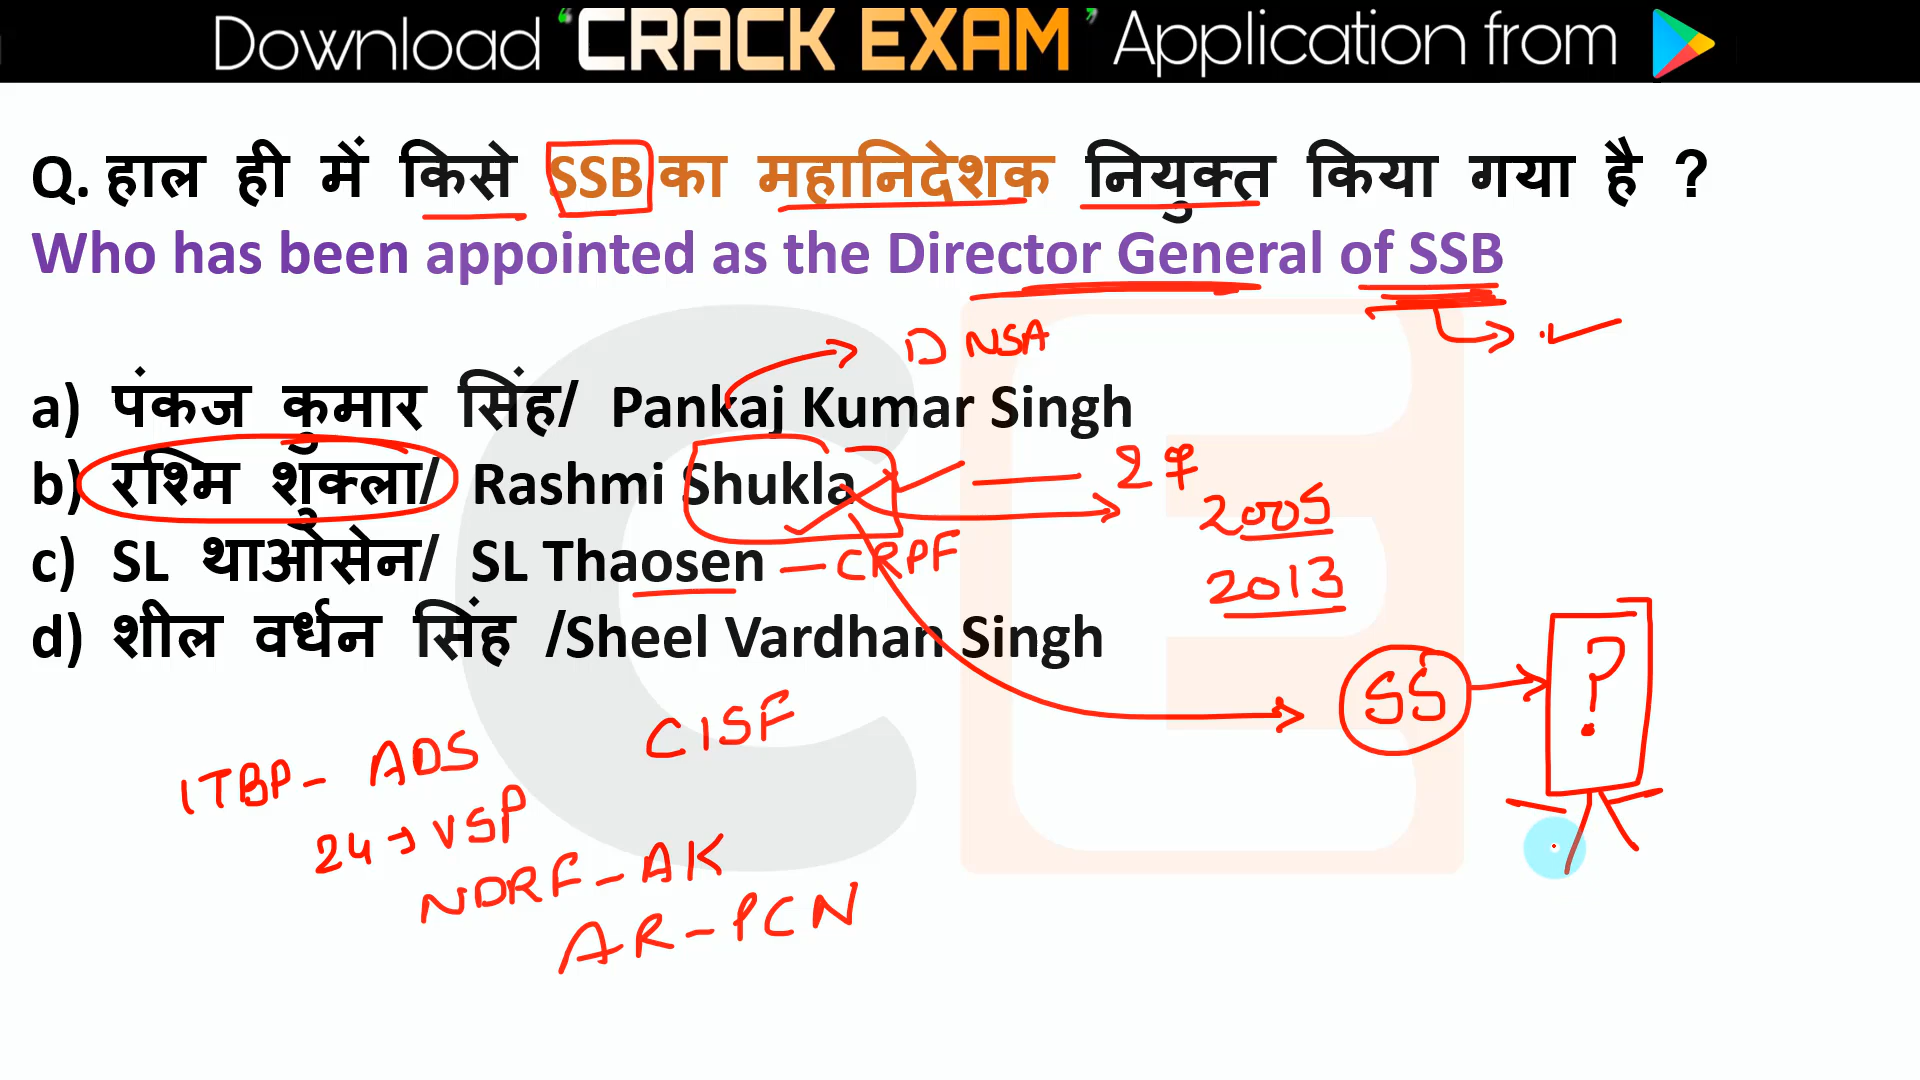 Download ‘CRACK EXAM’ Application from
Q. हाल ही में किसे SSB का महानिदेशक नियुक्त किया गया है ?
Who has been appointed as the Director General of SSB
D NSA
a) पंकज कुमार सिंह/ Pankaj Kumar Singh
b) रश्मि शुक्ला/ Rashmi Shukla
2005
c) SL थाओसेन/ SL Thaosen – CRPF
2013
d) शील वर्धन सिंह /Sheel Vardhan Singh
SS
?
CISF
ITBP – ADS
24 → VSP
NDRF – AK
AR – PCN